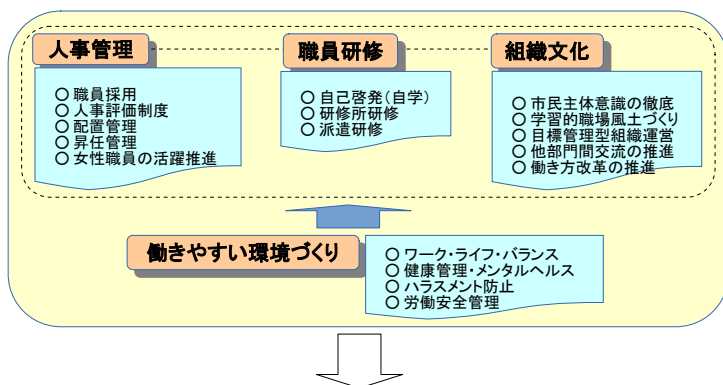 人事管理
○ 職員採用
○ 人事評価制度
○ 配置管理
○ 昇任管理
○ 女性職員の活躍推進
職員研修
○ 自己啓発(自学)
○ 研修所研修
○ 派遣研修
組織文化
○ 市民主体意識の徹底
○ 学習的職場風土づくり
○ 目標管理型組織運営
○ 他部門間交流の推進
○ 働き方改革の推進
働きやすい環境づくり
○ ワーク・ライフ・バランス
○ 健康管理・メンタルヘルス
○ ハラスメント防止
○ 労働安全管理